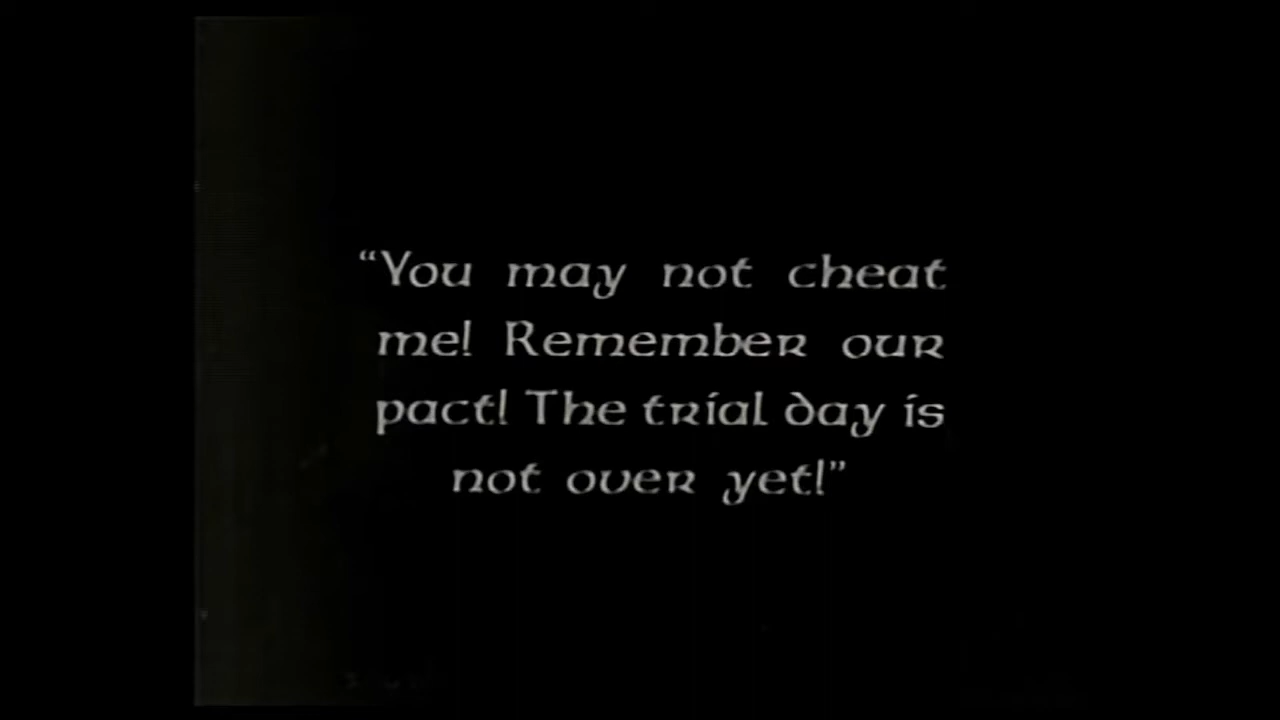 “You may not cheat
me! Remember our
pact! The trial day is
not over yet!”